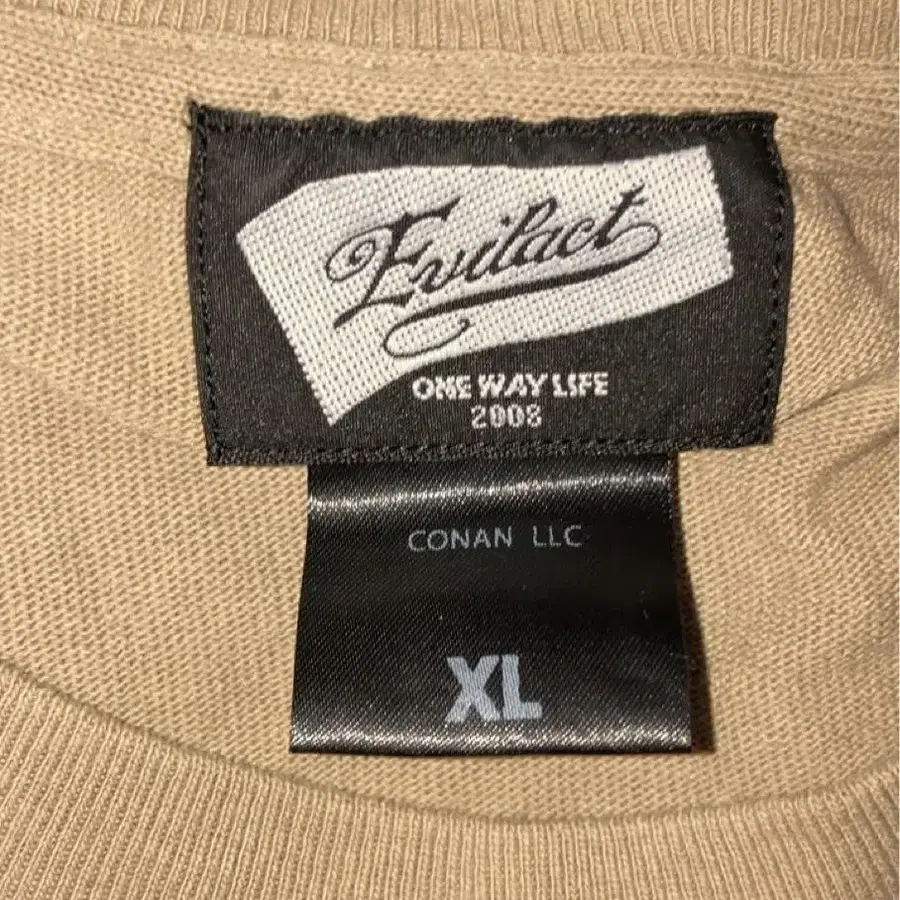 Evilact
ONE WAY LIFE
2008
CONAN LLC
XL